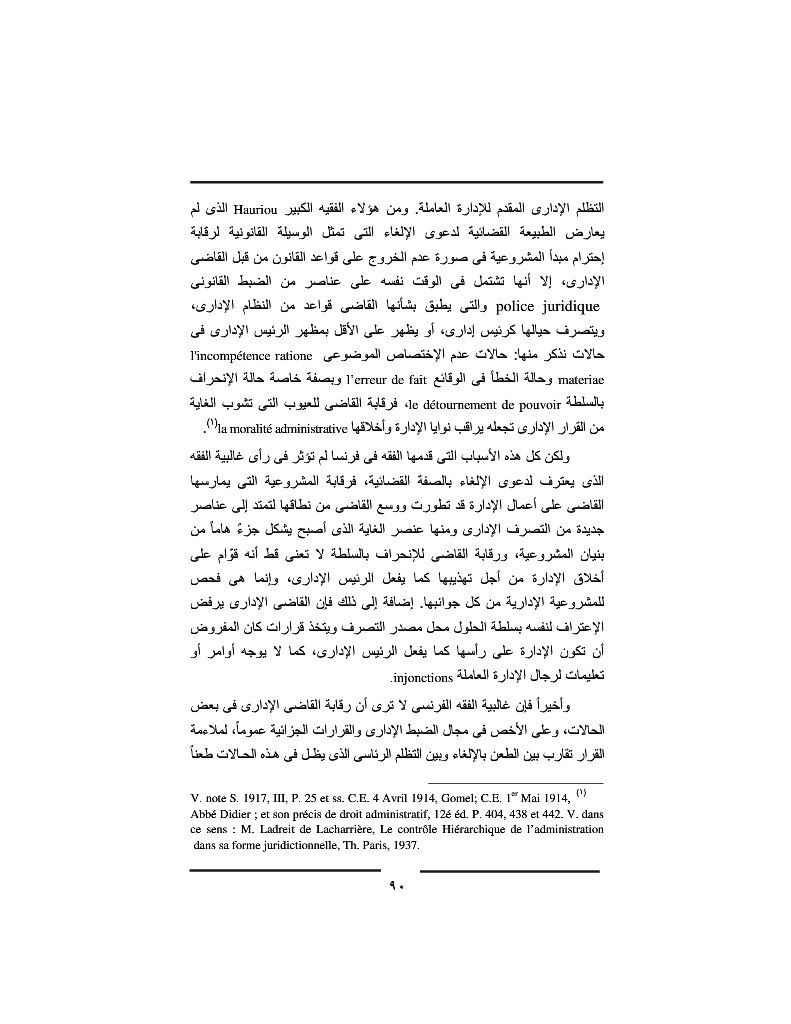 التظلم الإدارى المقدم للإدارة العاملة. ومن هؤلاء الفقيه الكبير Hauriou الذى لم
يعارض الطبيعة القضائية لدعوى الإلغاء التى تمثل الوسيلة القانونية لرقابة
إحترام مبدأ المشروعية فى صورة عدم الخروج على قواعد القانون من قبل القاضى
الإدارى، إلا أنها تشتمل فى الوقت نفسه على عناصر من الضبط القانونى
police juridique والتى يطبق بشأنها القاضى قواعد من النظام الإدارى،
ويتصرف حيالها كرئيس إدارى، أو يظهر على الأقل بمظهر الرئيس الإدارى فى
حالات نذكر منها: حالات عدم الإختصاص الموضوعى l'incompétence ratione
materiae وحالة الخطأ فى الوقائع l’erreur de fait وبصفة خاصة حالة الإنحراف
بالسلطة le détournement de pouvoir، فرقابة القاضى للعيوب التى تشوب الغاية
من القرار الإدارى تجعله يراقب نوايا الإدارة وأخلاقها la moralité administrative(١).
ولكن كل هذه الأسباب التى قدمها الفقه فى فرنسا لم تؤثر فى رأى غالبية الفقه
الذى يعترف لدعوى الإلغاء بالصفة القضائية، فرقابة المشروعية التى يمارسها
القاضى على أعمال الإدارة قد تطورت ووسع القاضى من نطاقها لتمتد إلى عناصر
جديدة من التصرف الإدارى ومنها عنصر الغاية الذى أصبح يشكل جزءً هاماً من
بنيان المشروعية، ورقابة القاضى للإنحراف بالسلطة لا تعنى قط أنه قوّام على
أخلاق الإدارة من أجل تهذيبها كما يفعل الرئيس الإدارى، وإنما هى فحص
للمشروعية الإدارية من كل جوانبها. إضافة إلى ذلك فإن القاضى الإدارى يرفض
الإعتراف لنفسه بسلطة الحلول محل مصدر التصرف ويتخذ قرارات كان المفروض
أن تكون الإدارة على رأسها كما يفعل الرئيس الإدارى، كما لا يوجه أوامر أو
تعليمات لرجال الإدارة العاملة injonctions.
وأخيراً فإن غالبية الفقه الفرنسى لا ترى أن رقابة القاضى الإدارى فى بعض
الحالات، وعلى الأخص فى مجال الضبط الإدارى والقرارات الجزائية عموماً، لملاءمة
القرار تقارب بين الطعن بالإلغاء وبين التظلم الرئاسى الذى يظل فى هذه الحالات طعناً
V. note S. 1917, III, P. 25 et ss. C.E. 4 Avril 1914, Gomel; C.E. 1er Mai 1914, (١)
Abbé Didier ; et son précis de droit administratif, 12é éd. P. 404, 438 et 442. V. dans
ce sens : M. Ladreit de Lacharrière, Le contrôle Hiérarchique de l’administration
dans sa forme juridictionnelle, Th. Paris, 1937.
٩٠